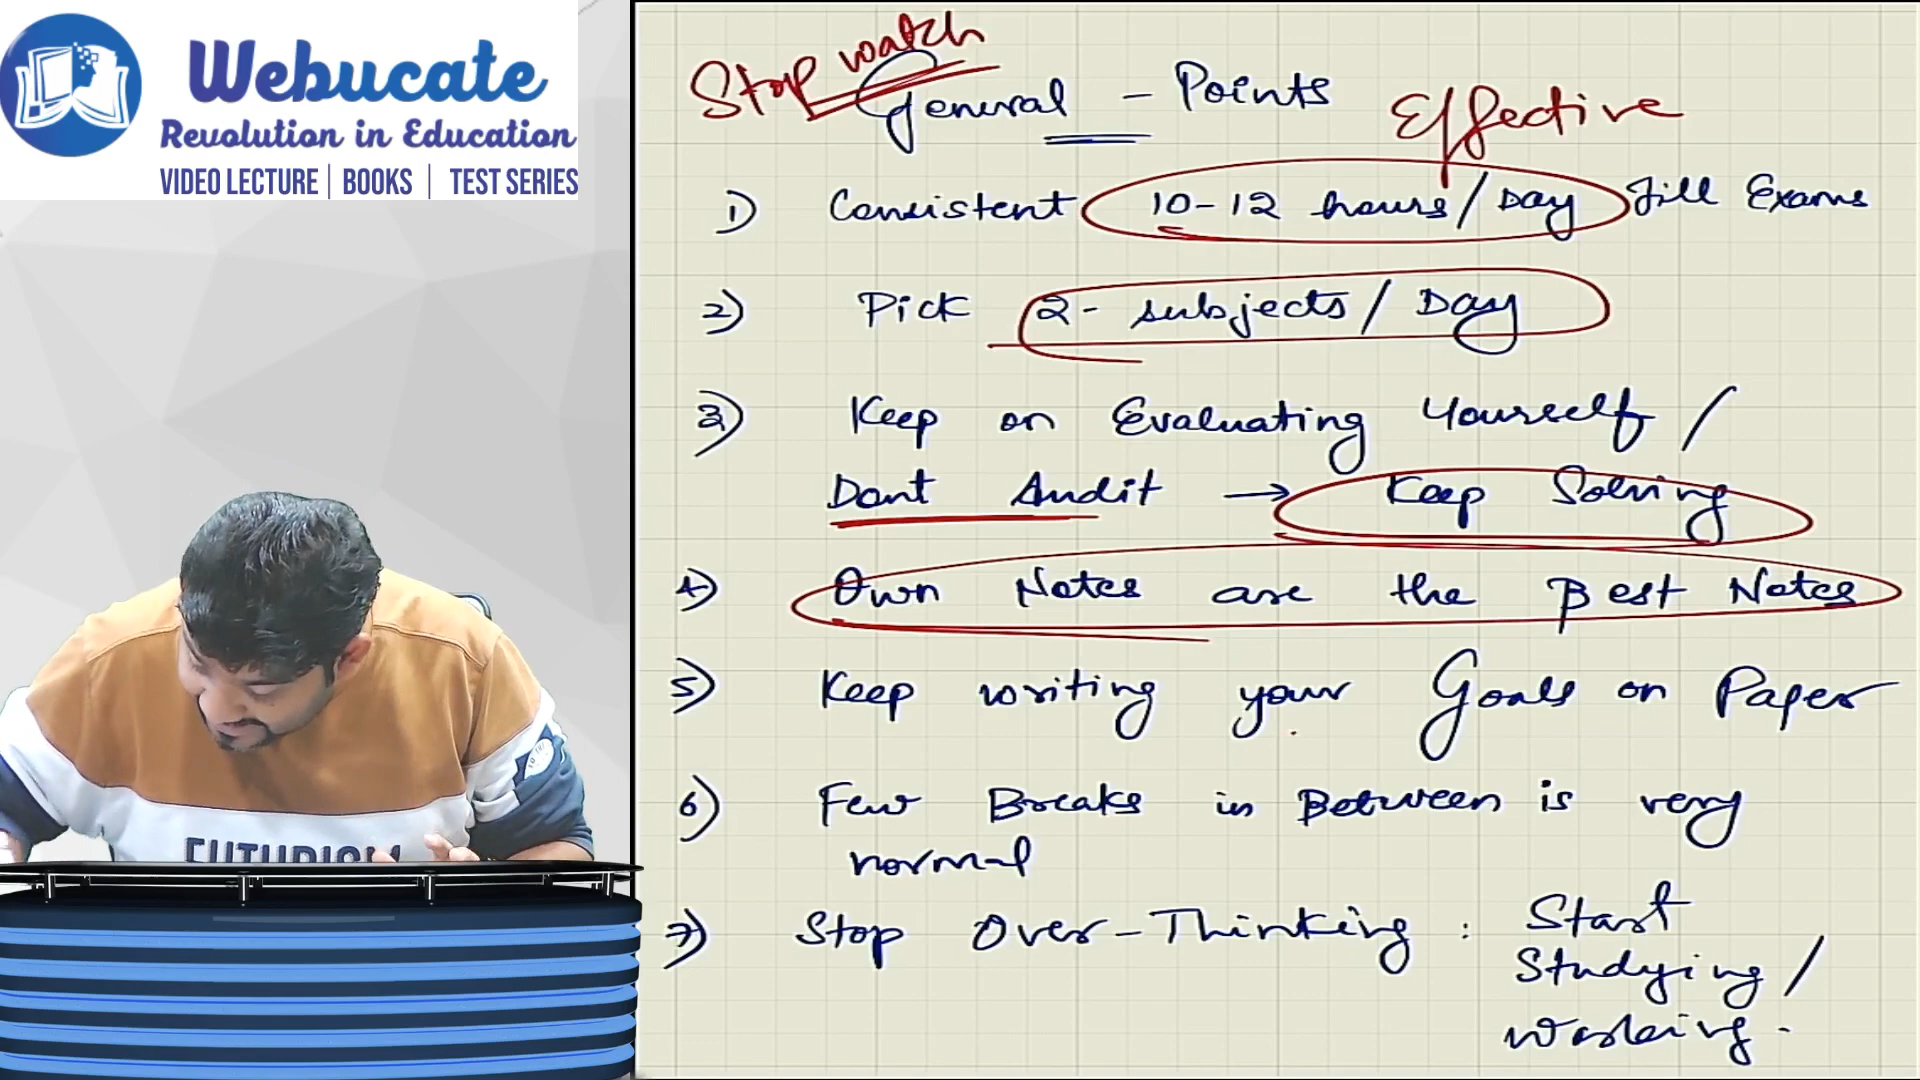 Webucate
Revolution in Education
VIDEO LECTURE | BOOKS | TEST SERIES
FUTURISM
Stop watch
General - Points
Effective
1) Consistent 10-12 hours/Day Till Exams
2) Pick 2- subjects/Day
3) Keep on Evaluating Yourself/
Dont Audit → Keep Solving
4) Own Notes are the Best Notes
5) Keep writing your Goals on Paper
6) Few Breaks in Between is very
normal
7) Stop Over-Thinking : Start
Studying/
Working.